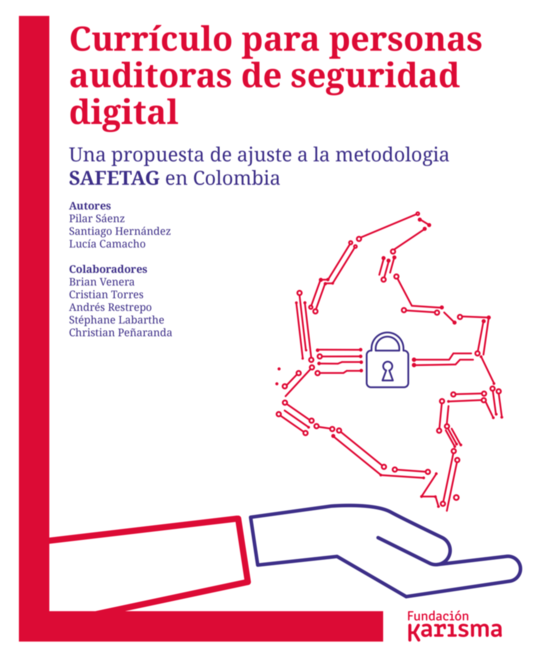 Currículo para personas
auditoras de seguridad
digital
Una propuesta de ajuste a la metodologia
SAFETAG en Colombia
Autores
Pilar Sáenz
Santiago Hernández
Lucía Camacho
Colaboradores
Brian Venera
Cristian Torres
Andrés Restrepo
Stéphane Labarthe
Christian Peñaranda
Fundación
Karisma